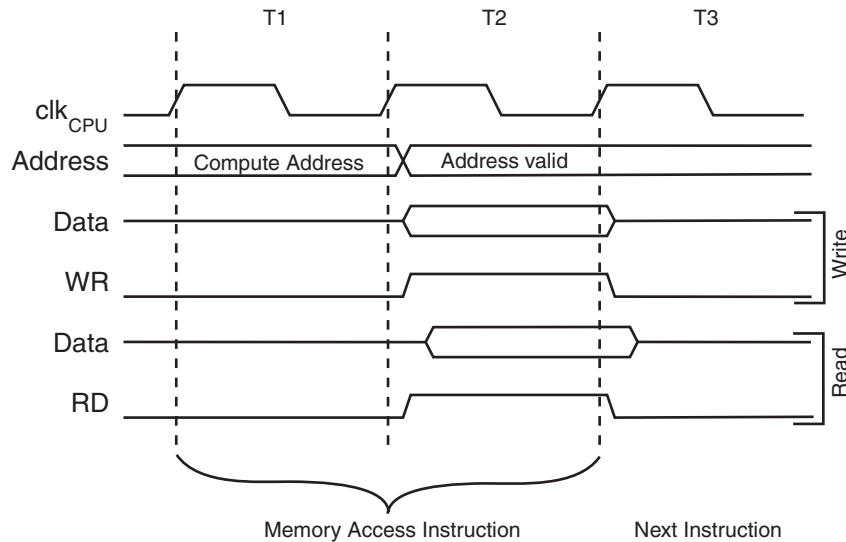 T1 T2 T3
clkCPU
Address Compute Address Address valid
Data
WR
Write
Data
RD
Read
Memory Access Instruction Next Instruction